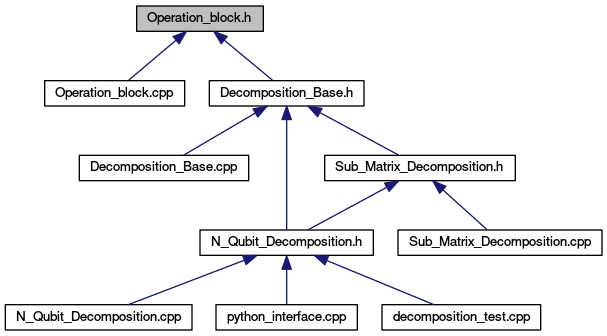 Operation_block.h
Operation_block.cpp
Decomposition_Base.h
Decomposition_Base.cpp
Sub_Matrix_Decomposition.h
N_Qubit_Decomposition.h
Sub_Matrix_Decomposition.cpp
N_Qubit_Decomposition.cpp
python_interface.cpp
decomposition_test.cpp